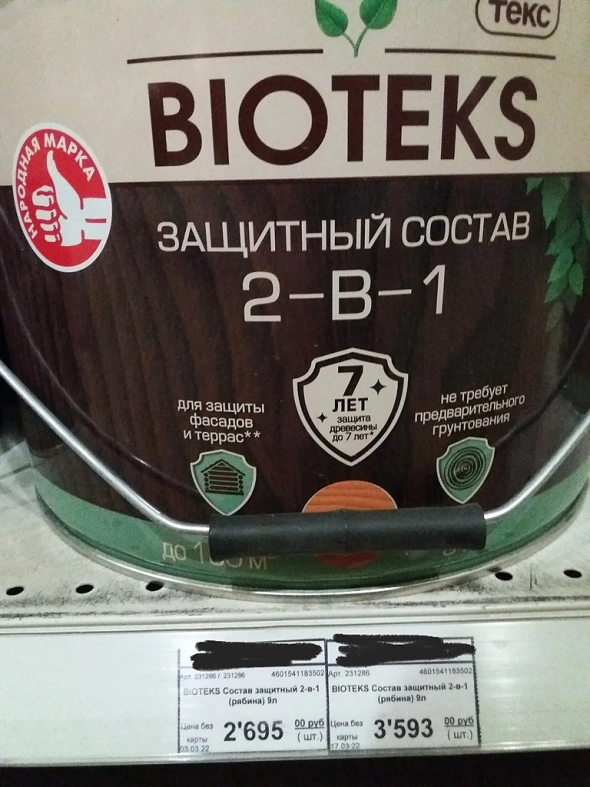 текс
BIOTEKS
НАРОДНАЯ МАРКА
ЗАЩИТНЫЙ СОСТАВ
2-В-1
7
ЛЕТ
защита
древесины
до 7 лет*
для защиты
фасадов
и террас**
не требует
предварительного
грунтования
до
м²
Арт. 231286 / 231286 4601541183502
BIOTEKS Состав защитный 2-в-1
(рябина) 9л
Цена без
карты
03.03.22
2'695 00 руб
( шт.)
Арт. 231286 4601541183502
BIOTEKS Состав защитный 2-в-1
(рябина) 9л
Цена без
карты
17.03.22
3'593 00 руб
( шт.)